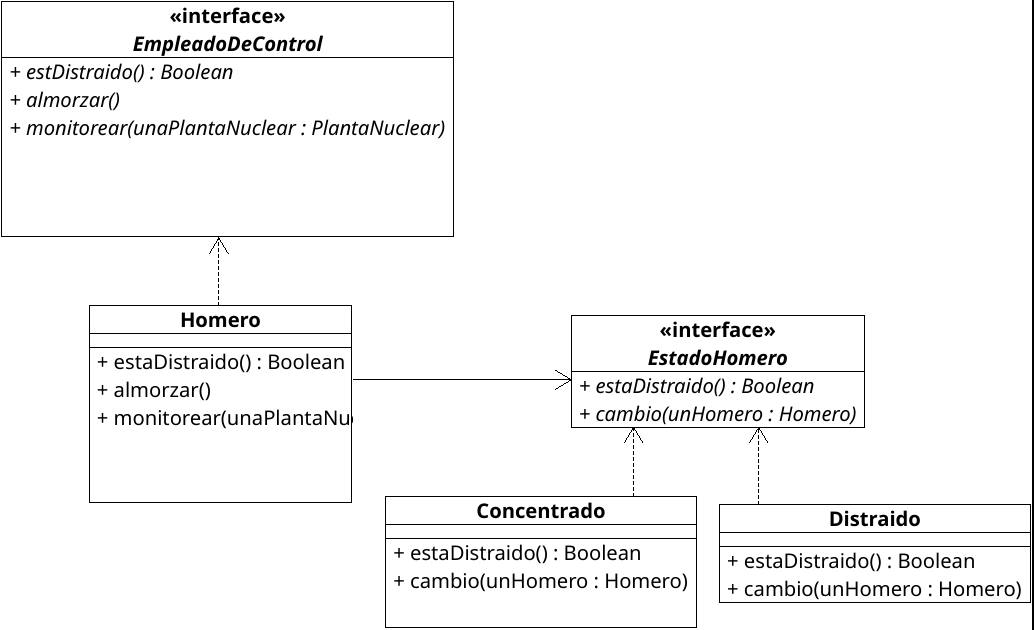 «interface»
EmpleadoDeControl
+ estDistraido() : Boolean
+ almorzar()
+ monitorear(unaPlantaNuclear : PlantaNuclear)
Homero
+ estaDistraido() : Boolean
+ almorzar()
+ monitorear(unaPlantaNu
«interface»
EstadoHomero
+ estaDistraido() : Boolean
+ cambio(unHomero : Homero)
Concentrado
+ estaDistraido() : Boolean
+ cambio(unHomero : Homero)
Distraido
+ estaDistraido() : Boolean
+ cambio(unHomero : Homero)